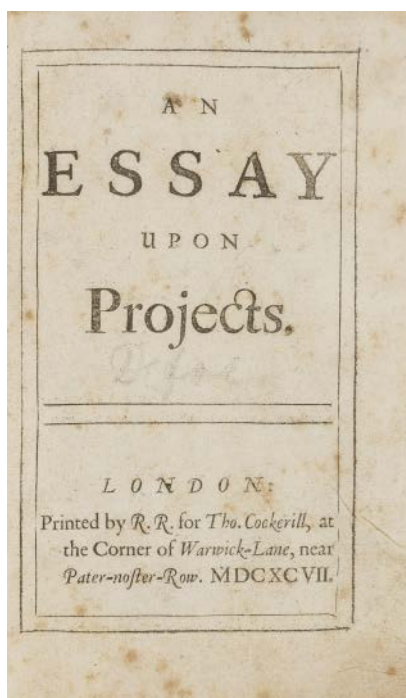 AN
ESSAY
UPON
Projects.
Defoe
LONDON:
Printed by R. R. for Tho. Cockerill, at
the Corner of Warwick-Lane, near
Pater-noſter-Row. MDCXCVII.